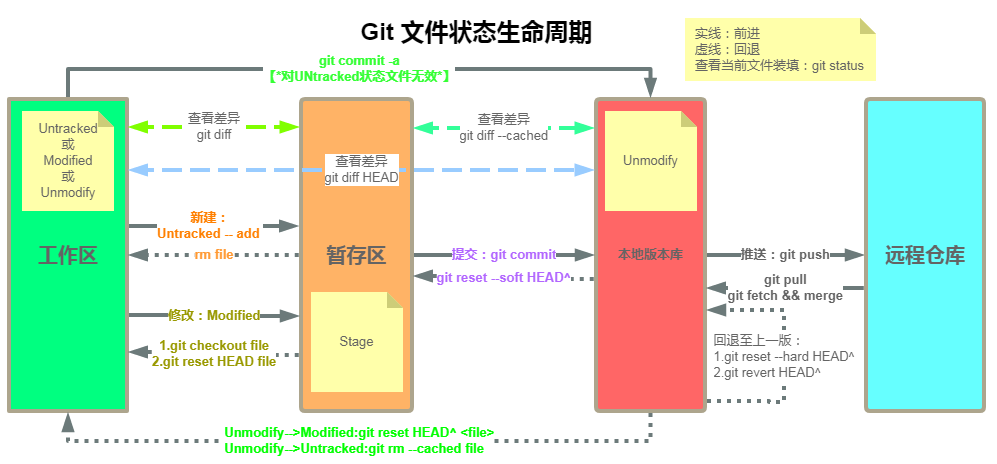 Git 文件状态生命周期
实线：前进
虚线：回退
查看当前文件装填：git status
git commit -a
【*对UNtracked状态文件无效*】
Untracked
或
Modified
或
Unmodify
查看差异
git diff
查看差异
git diff --cached
查看差异
git diff HEAD
Unmodify
新建：
Untracked -- add
工作区
rm file
暂存区
提交：git commit
git reset --soft HEAD^
本地版本库
推送：git push
远程仓库
git pull
git fetch && merge
修改：Modified
1.git checkout file
2.git reset HEAD file
Stage
回退至上一版：
1.git reset --hard HEAD^
2.git revert HEAD^
Unmodify-->Modified:git reset HEAD^ <file>
Unmodify-->Untracked:git rm --cached file